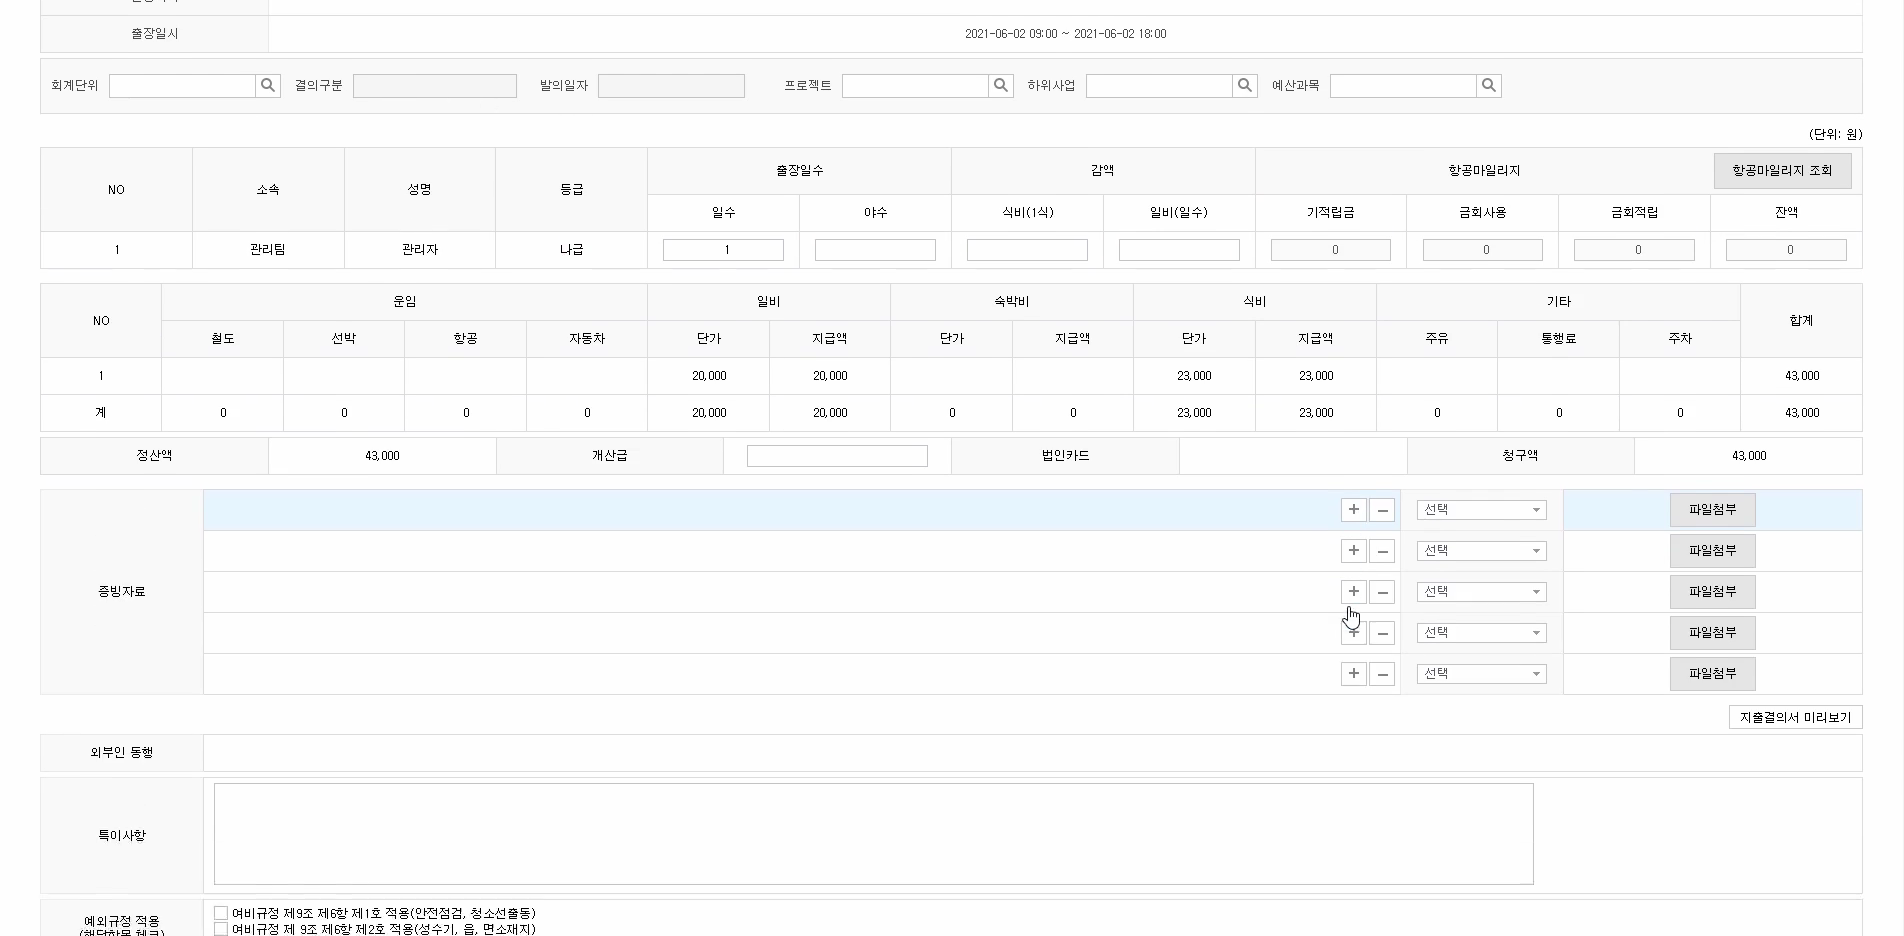 출장일시 2021-06-02 09:00 ~ 2021-06-02 18:00
회계단위 결의구분 발의일자 프로젝트 하위사업 예산과목
(단위: 원)
NO 소속 성명 등급 출장일수 감액 항공마일리지 항공마일리지 조회
일수 야수 식비(1식) 일비(일수) 기적립금 금회사용 금회적립 잔액
1 관리팀 관리자 나급 1 0 0 0 0
NO 운임 일비 숙박비 식비 기타 합계
철도 선박 항공 자동차 단가 지급액 단가 지급액 단가 지급액 주유 통행료 주차
1 20,000 20,000 23,000 23,000 43,000
계 0 0 0 0 20,000 20,000 0 0 23,000 23,000 0 0 0 43,000
정산액 43,000 개산급 법인카드 청구액 43,000
증빙자료
+ - 선택 파일첨부
+ - 선택 파일첨부
+ - 선택 파일첨부
+ - 선택 파일첨부
+ - 선택 파일첨부
지출결의서 미리보기
외부인 동행
특이사항
예외규정 적용
여비규정 제9조 제6항 제1호 적용(안전점검, 청소선출동)
여비규정 제 9조 제6항 제2호 적용(성수기, 읍, 면소재지)